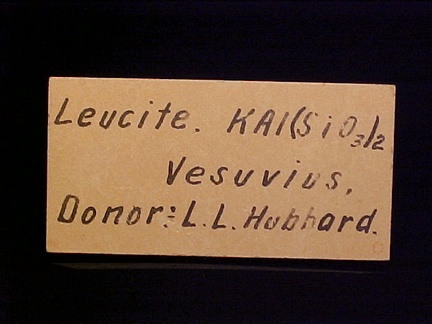 Leucite. KAl(SiO₃)₂
Vesuvius.
Donor: L.L. Hubbard.